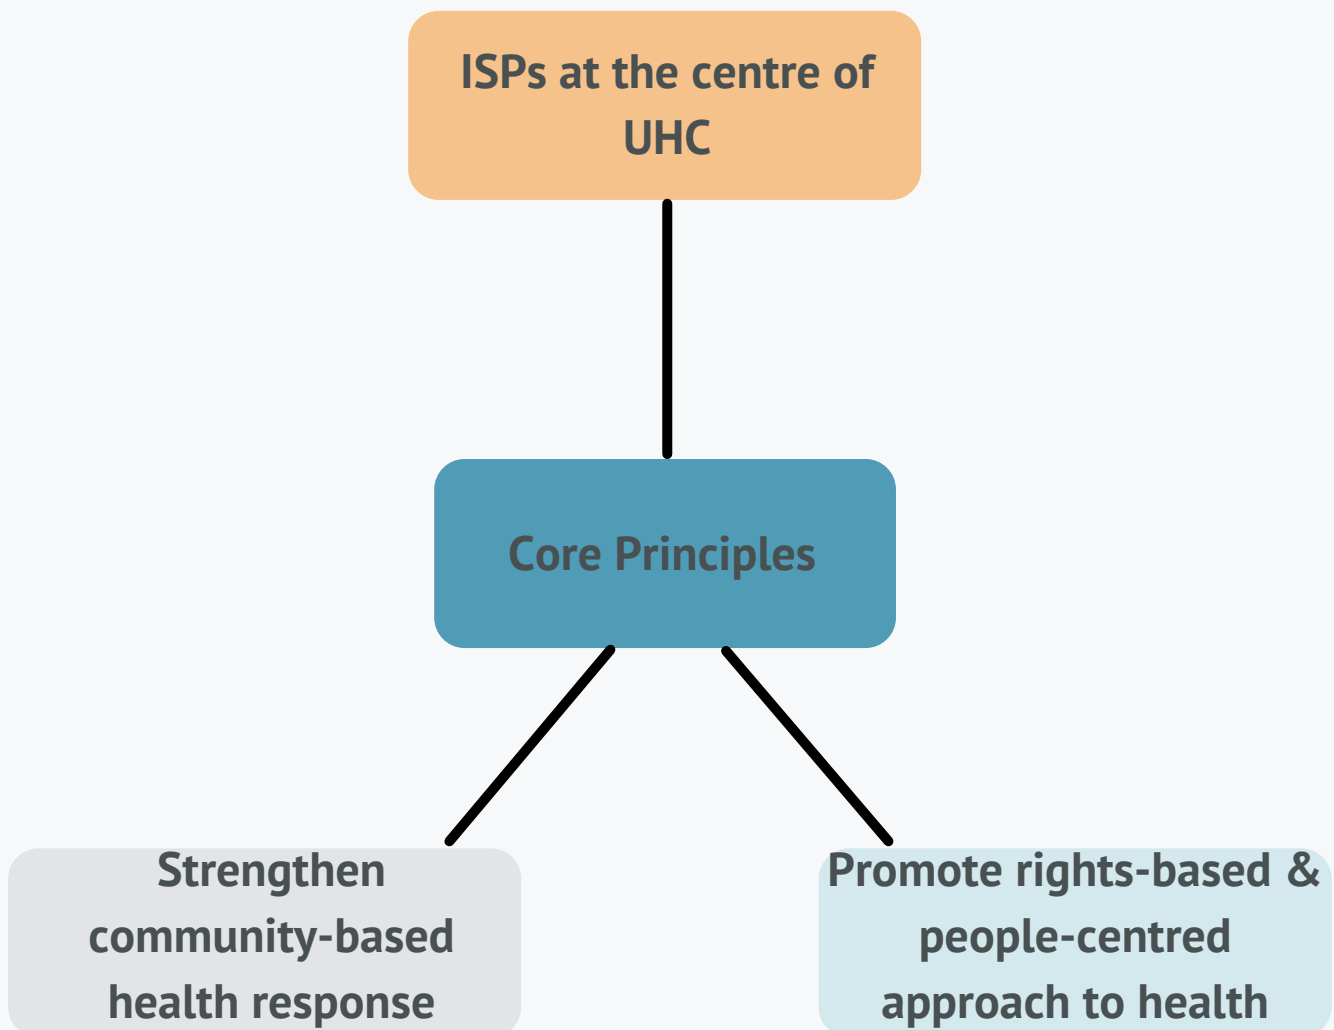 ISPs at the centre of
UHC
Core Principles
Strengthen
community-based
health response
Promote rights-based &
people-centred
approach to health